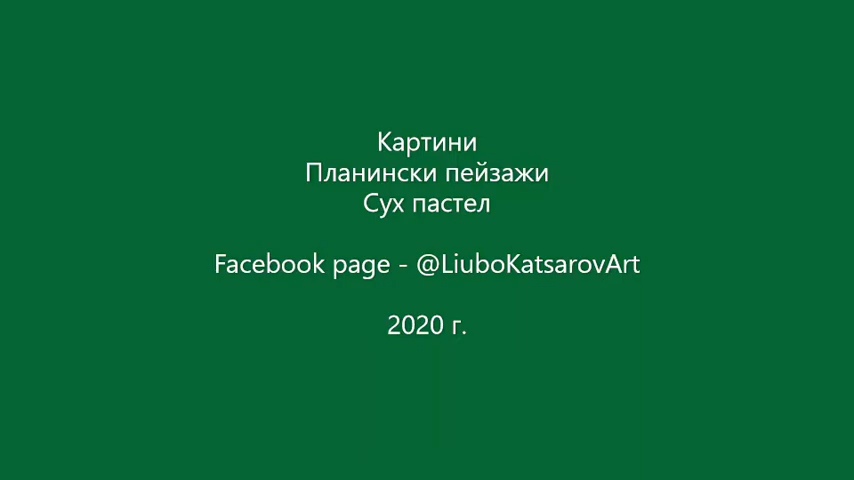 Картини
Планински пейзажи
Сух пастел
Facebook page - @LiuboKatsarovArt
2020 г.